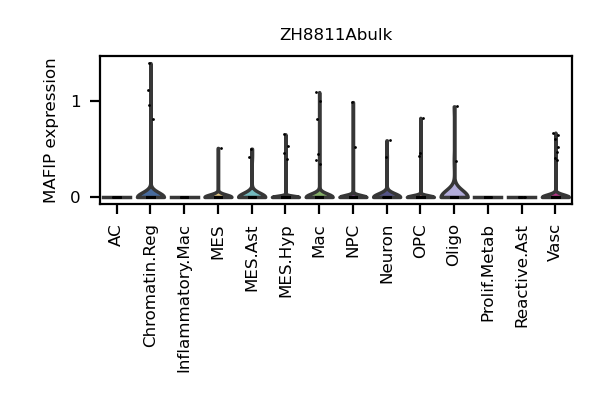 ZH8811Abulk
MAFIP expression
1
0
AC
Chromatin.Reg
Inflammatory.Mac
MES
MES.Ast
MES.Hyp
Mac
NPC
Neuron
OPC
Oligo
Prolif.Metab
Reactive.Ast
Vasc